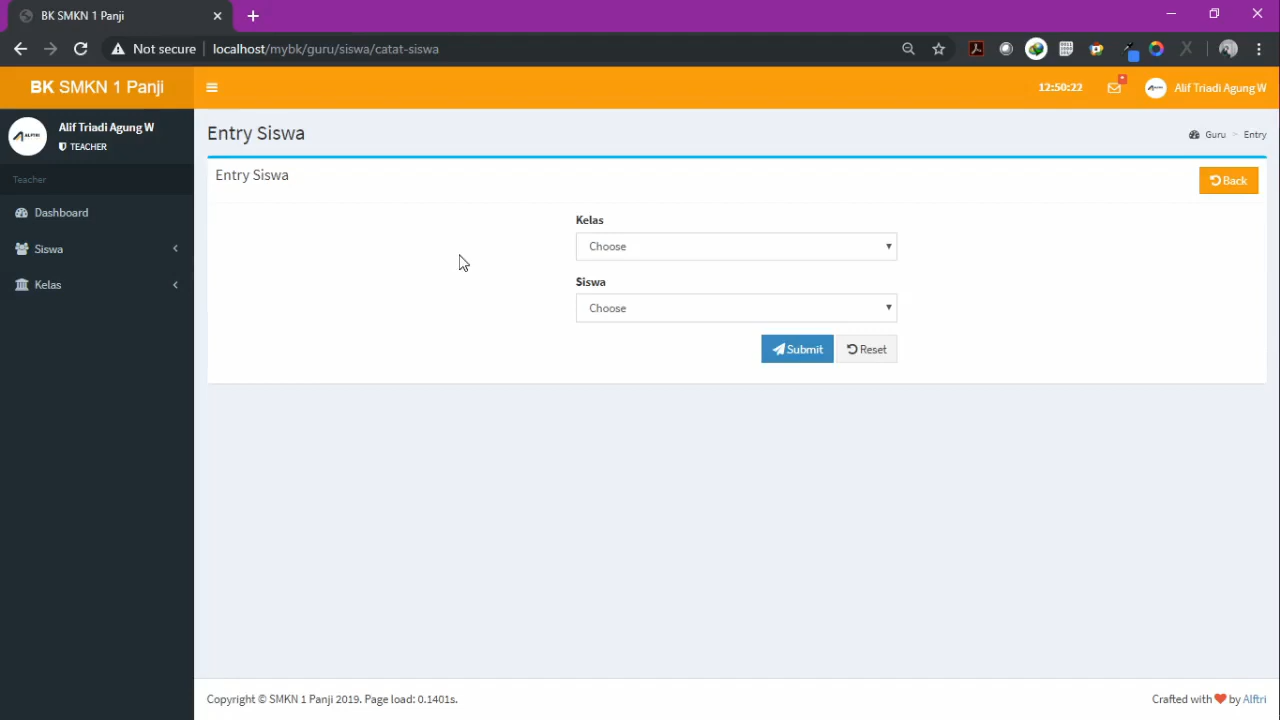 BK SMKN 1 Panji
Not secure | localhost/mybk/guru/siswa/catat-siswa
BK SMKN 1 Panji
12:50:22
Alif Triadi Agung W
Alif Triadi Agung W
TEACHER
Teacher
Dashboard
Siswa
Kelas
Entry Siswa
Guru > Entry
Entry Siswa
Back
Kelas
Choose
Siswa
Choose
Submit
Reset
Copyright © SMKN 1 Panji 2019. Page load: 0.1401s.
Crafted with ❤ by Alftri